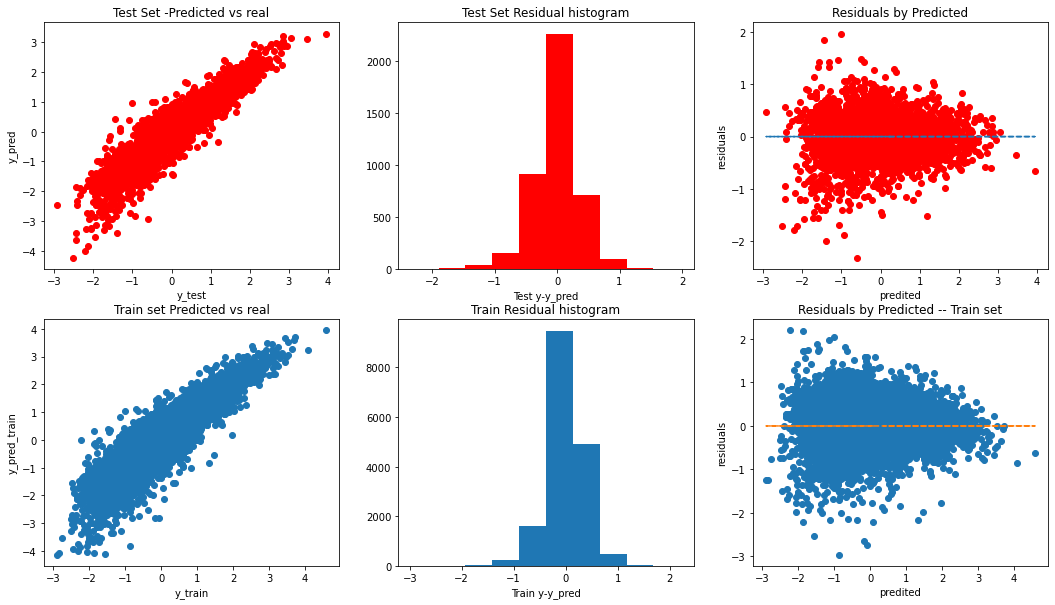 Test Set -Predicted vs real
3
2
1
0
−1
−2
−3
−4
y_pred
−3 −2 −1 0 1 2 3 4
y_test
Test Set Residual histogram
2000
1500
1000
500
0
−2 −1 0 1 2
Test y-y_pred
Residuals by Predicted
2
1
0
−1
−2
residuals
−3 −2 −1 0 1 2 3 4
predited
Train set Predicted vs real
4
3
2
1
0
−1
−2
−3
−4
y_pred_train
−3 −2 −1 0 1 2 3 4
y_train
Train Residual histogram
8000
6000
4000
2000
0
−3 −2 −1 0 1 2
Train y-y_pred
Residuals by Predicted -- Train set
2
1
0
−1
−2
−3
residuals
−3 −2 −1 0 1 2 3 4
predited